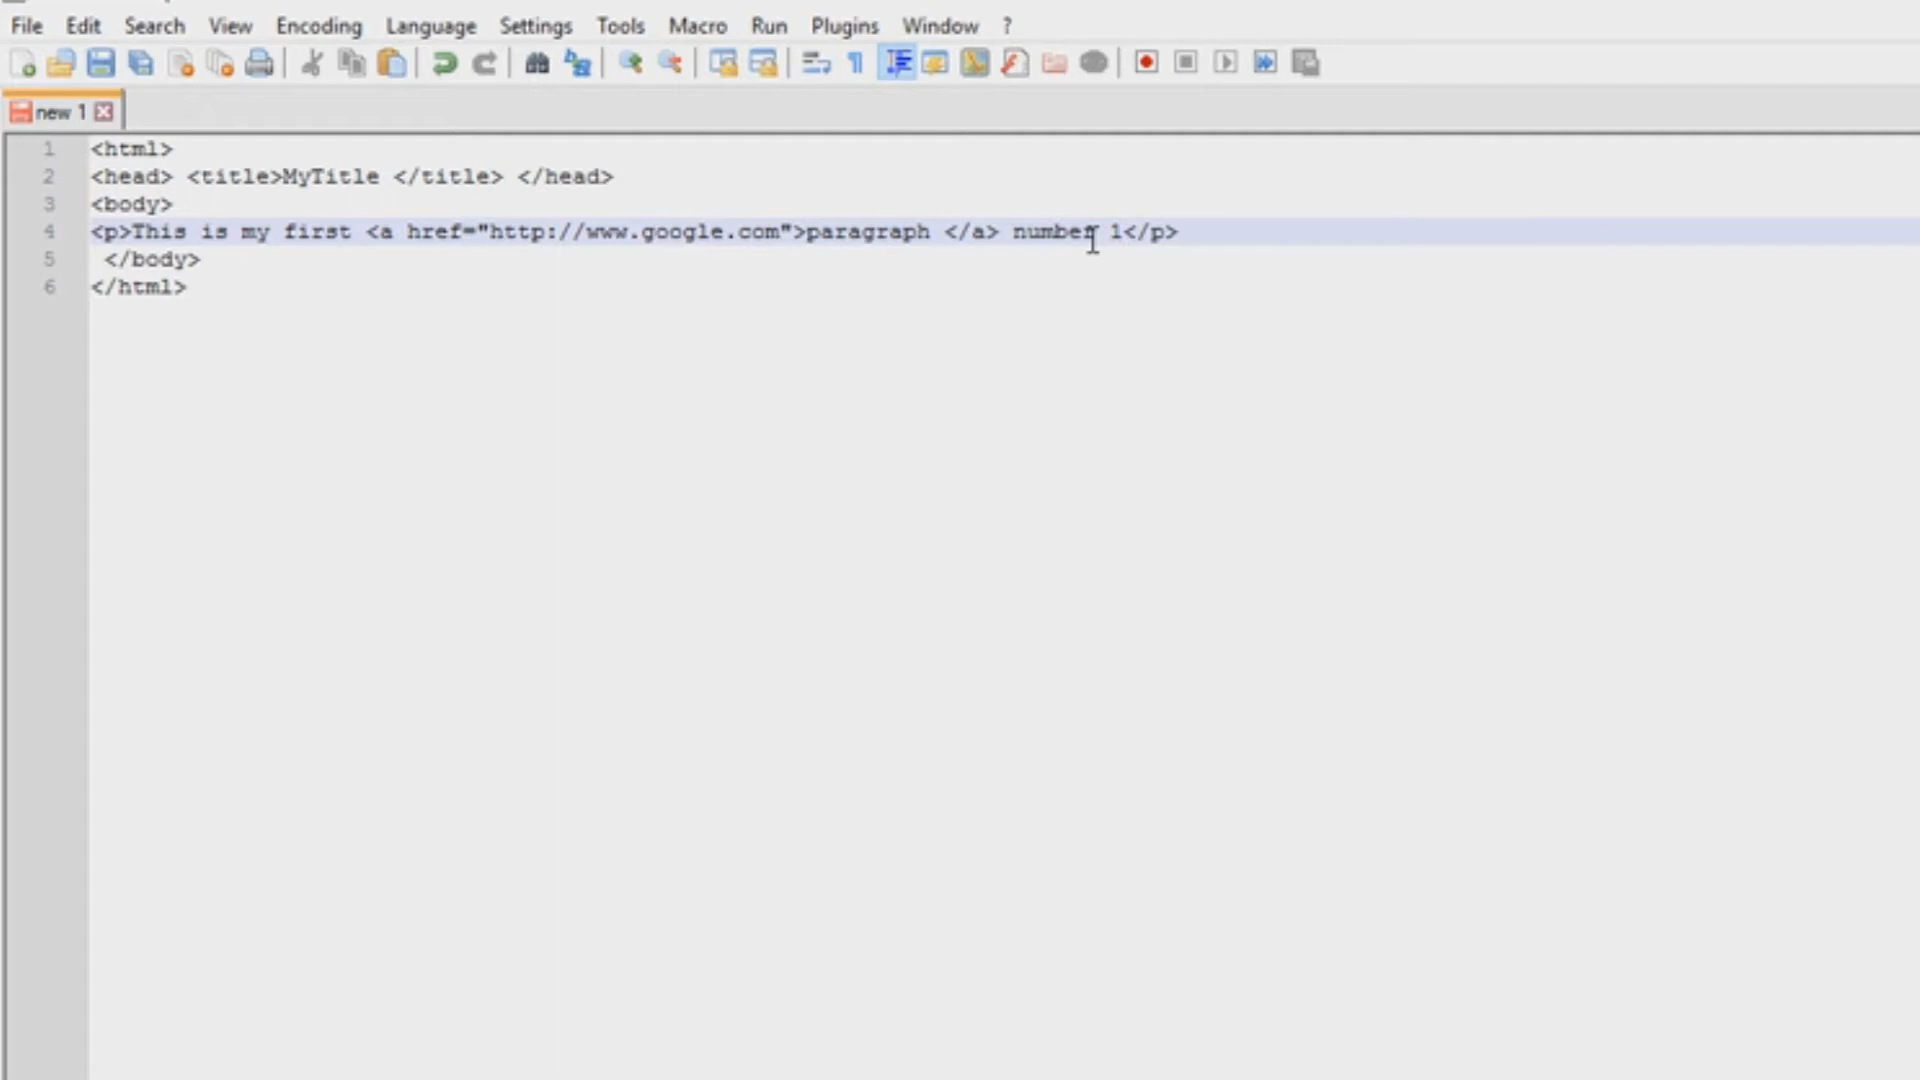 File Edit Search View Encoding Language Settings Tools Macro Run Plugins Window ?
new 1
1 <html>
2 <head> <title>MyTitle </title> </head>
3 <body>
4 <p>This is my first <a href="http://www.google.com">paragraph </a> number 1</p>
5  </body>
6 </html>